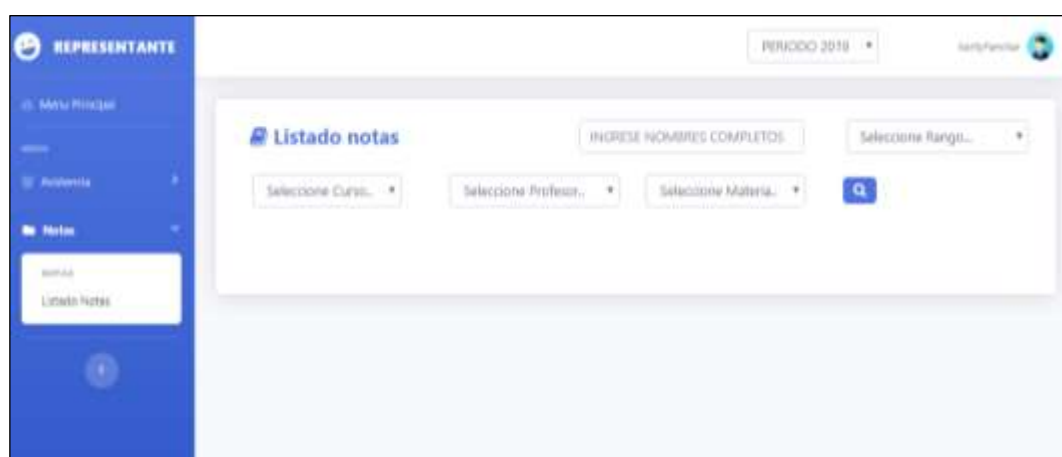 REPRESENTANTE
PERIODO 2019
Menu Principal
Listado notas
INGRESE NOMBRES COMPLETOS
Seleccione Rango...
Asistencia
Seleccione Curso...
Seleccione Profesor...
Seleccione Materia...
Notas
Listado Notas